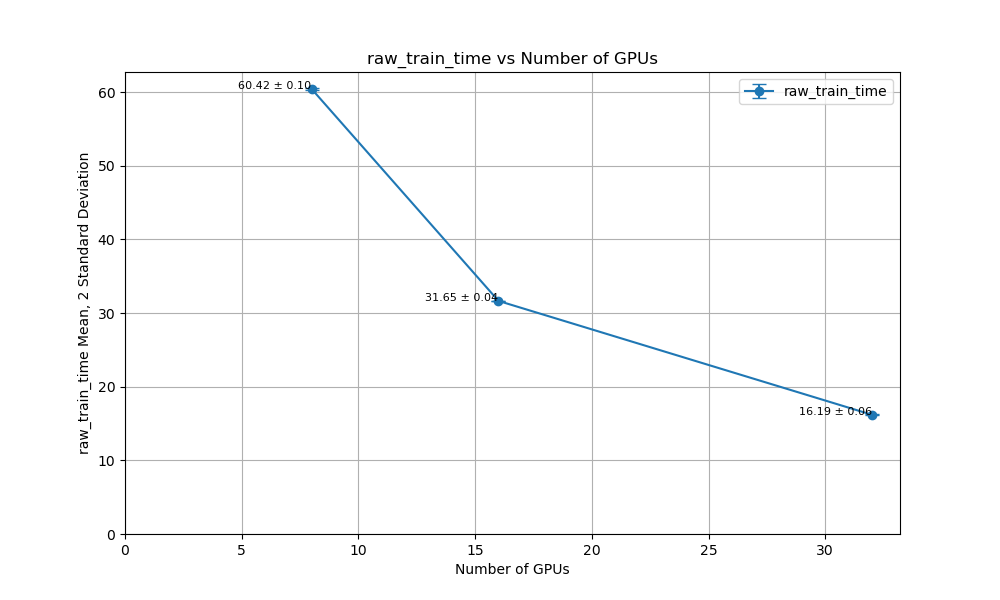 raw_train_time vs Number of GPUs
raw_train_time
60.42 ± 0.10
31.65 ± 0.04
16.19 ± 0.06
raw_train_time Mean, 2 Standard Deviation
60
50
40
30
20
10
0
0 5 10 15 20 25 30
Number of GPUs